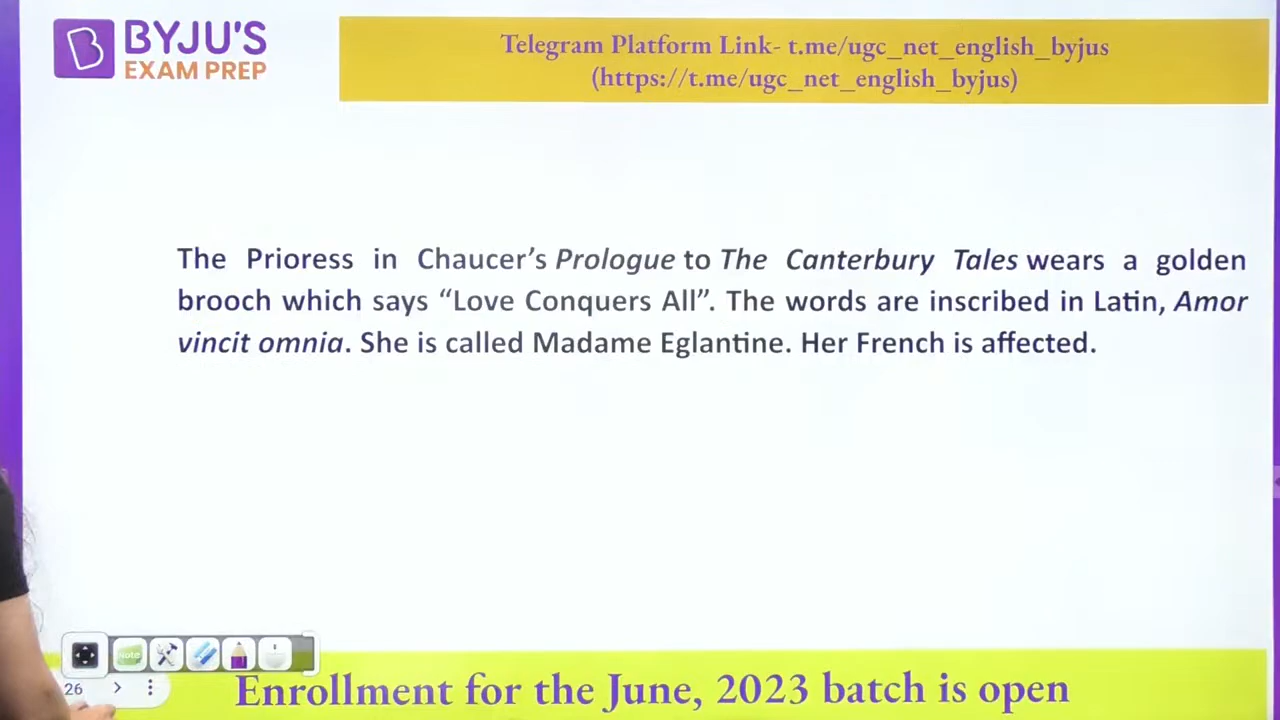 BYJU'S
EXAM PREP
Telegram Platform Link- t.me/ugc_net_english_byjus
(https://t.me/ugc_net_english_byjus)
The Prioress in Chaucer’s Prologue to The Canterbury Tales wears a golden
brooch which says “Love Conquers All”. The words are inscribed in Latin, Amor
vincit omnia. She is called Madame Eglantine. Her French is affected.
Note
26
Enrollment for the June, 2023 batch is open